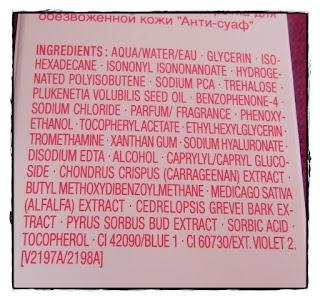 для
обезвоженной кожи "Анти-суаф"
INGREDIENTS: AQUA/WATER/EAU · GLYCERIN · ISO-
HEXADECANE · ISONONYL ISONONANOATE · HYDROGE-
NATED POLYISOBUTENE · SODIUM PCA · TREHALOSE ·
PLUKENETIA VOLUBILIS SEED OIL · BENZOPHENONE-4 ·
SODIUM CHLORIDE · PARFUM/ FRAGRANCE · PHENOXY-
ETHANOL · TOCOPHERYL ACETATE · ETHYLHEXYLGLYCERIN ·
TROMETHAMINE · XANTHAN GUM · SODIUM HYALURONATE ·
DISODIUM EDTA · ALCOHOL · CAPRYLYL/CAPRYL GLUCO-
SIDE · CHONDRUS CRISPUS (CARRAGEENAN) EXTRACT ·
BUTYL METHOXYDIBENZOYLMETHANE · MEDICAGO SATIVA
(ALFALFA) EXTRACT · CEDRELOPSIS GREVEI BARK EX-
TRACT · PYRUS SORBUS BUD EXTRACT · SORBIC ACID ·
TOCOPHEROL · CI 42090/BLUE 1 · CI 60730/EXT. VIOLET 2.
[V2197A/2198A]